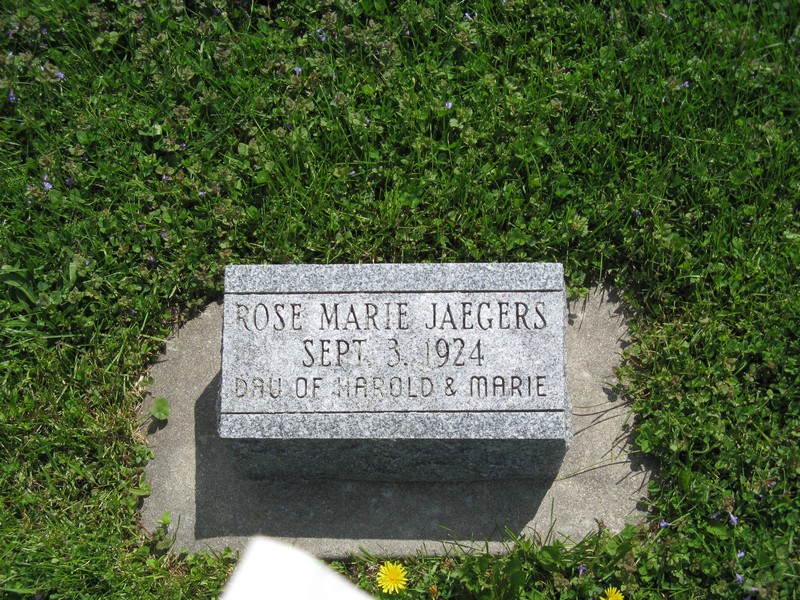 ROSE MARIE JAEGERS
SEPT. 3, 1924
DAU OF HAROLD & MARIE